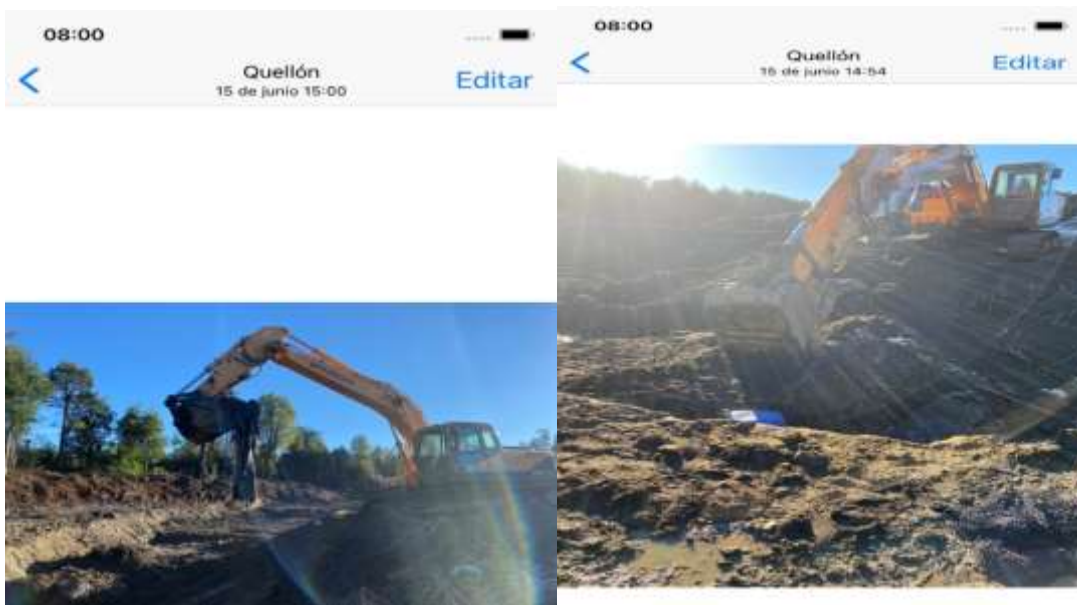 08:00
Quellón
15 de junio 15:00
Editar
08:00
Quellón
15 de junio 14:54
Editar